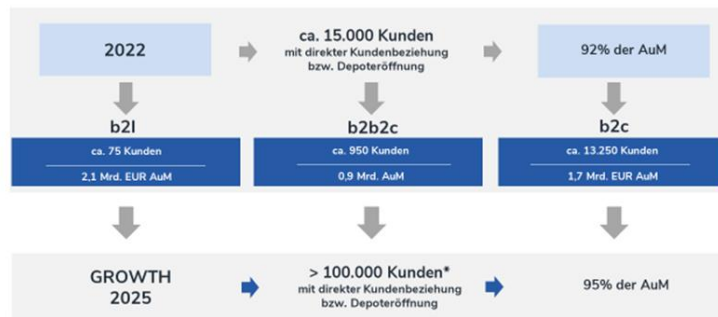 2022
ca. 15.000 Kunden
mit direkter Kundenbeziehung
bzw. Depoteröffnung
92% der AuM
b2I
b2b2c
b2c
ca. 75 Kunden
ca. 950 Kunden
ca. 13.250 Kunden
2,1 Mrd. EUR AuM
0,9 Mrd. AuM
1,7 Mrd. EUR AuM
GROWTH
2025
> 100.000 Kunden*
mit direkter Kundenbeziehung
bzw. Depoteröffnung
95% der AuM